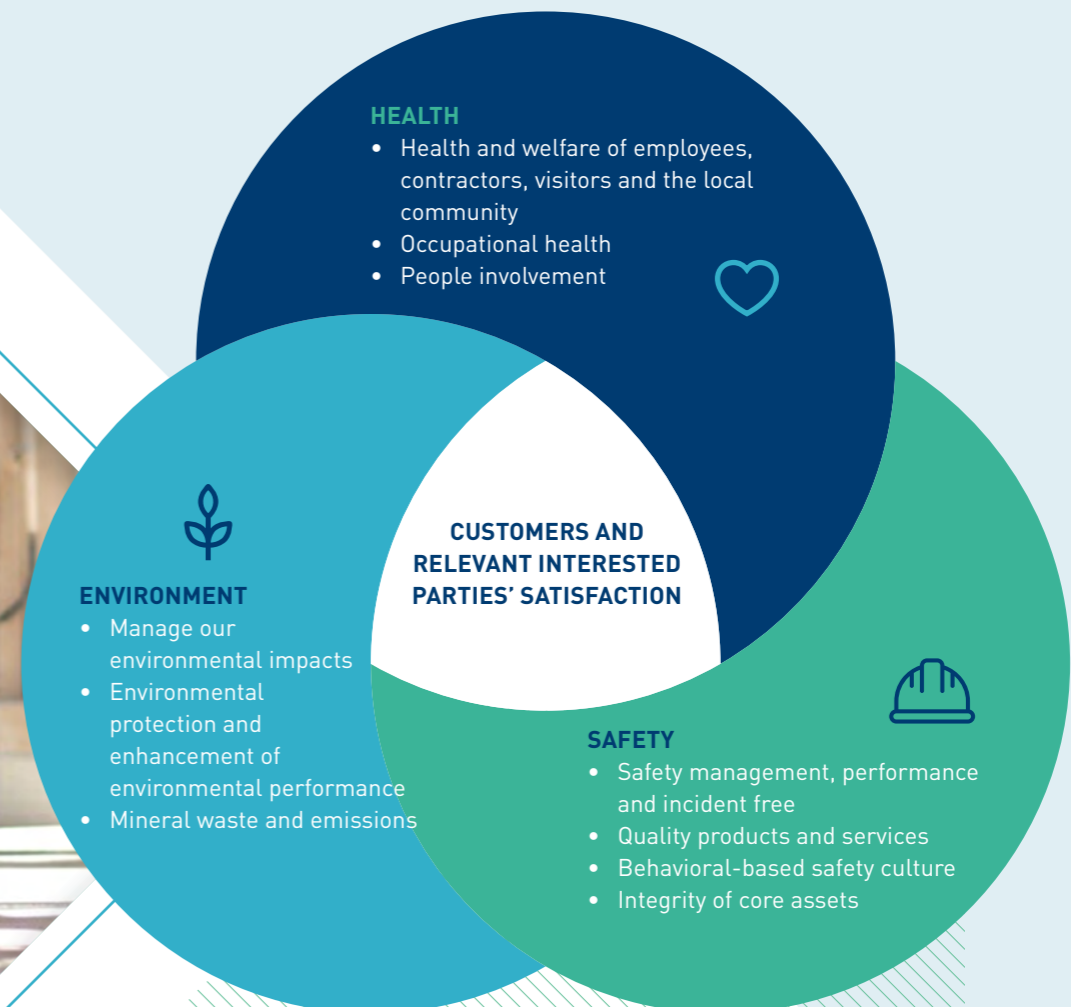 HEALTH
• Health and welfare of employees,
contractors, visitors and the local
community
• Occupational health
• People involvement
CUSTOMERS AND
RELEVANT INTERESTED
PARTIES’ SATISFACTION
ENVIRONMENT
• Manage our
environmental impacts
• Environmental
protection and
enhancement of
environmental performance
• Mineral waste and emissions
SAFETY
• Safety management, performance
and incident free
• Quality products and services
• Behavioral-based safety culture
• Integrity of core assets